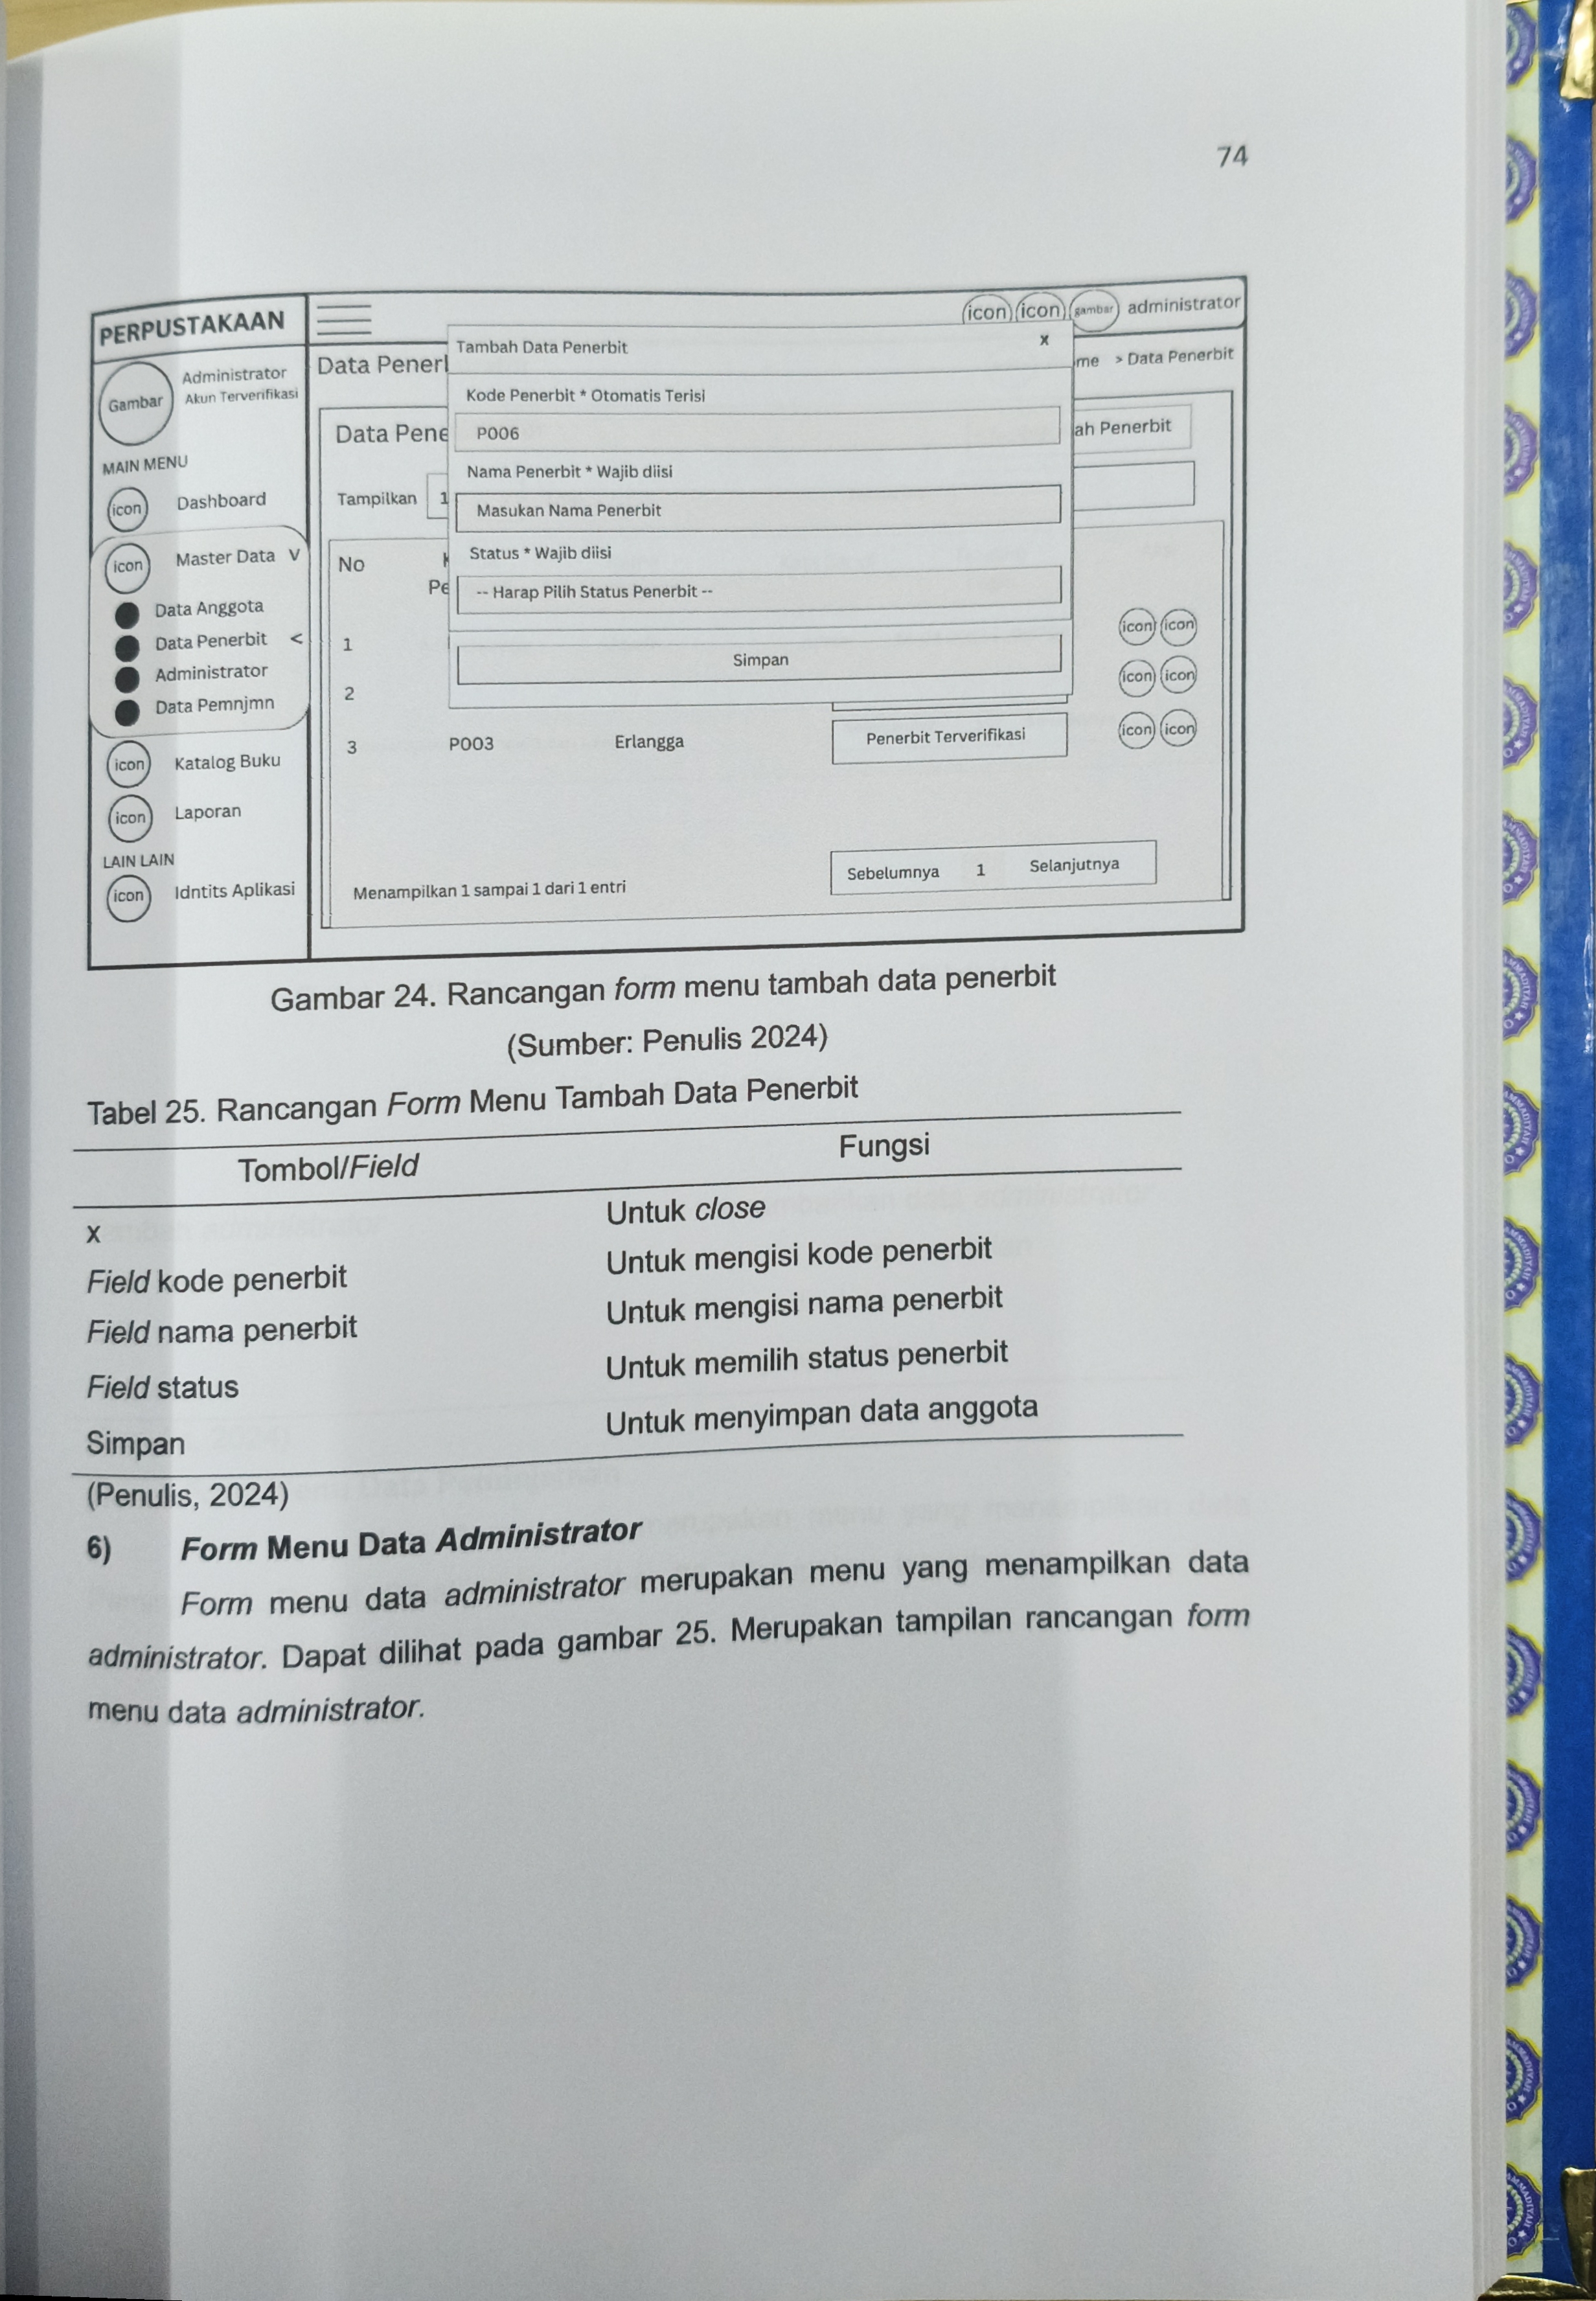 74
PERPUSTAKAAN
icon icon gambar administrator
Gambar Administrator
Akun Terverifikasi
MAIN MENU
icon Dashboard
icon Master Data V
Data Anggota
Data Penerbit <
Administrator
Data Pemnjmn
icon Katalog Buku
icon Laporan
LAIN LAIN
icon Idntits Aplikasi
Data Penerl me > Data Penerbit
Data Pene ah Penerbit
Tampilkan 1
No
Pe
Tambah Data Penerbit x
Kode Penerbit * Otomatis Terisi
P006
Nama Penerbit * Wajib diisi
Masukan Nama Penerbit
Status * Wajib diisi
-- Harap Pilih Status Penerbit --
Simpan
1 icon icon
2 icon icon
3 P003 Erlangga Penerbit Terverifikasi icon icon
Menampilkan 1 sampai 1 dari 1 entri Sebelumnya 1 Selanjutnya
Gambar 24. Rancangan form menu tambah data penerbit
(Sumber: Penulis 2024)
Tabel 25. Rancangan Form Menu Tambah Data Penerbit
Tombol/Field Fungsi
x Untuk close
Field kode penerbit Untuk mengisi kode penerbit
Field nama penerbit Untuk mengisi nama penerbit
Field status Untuk memilih status penerbit
Simpan Untuk menyimpan data anggota
(Penulis, 2024)
6) Form Menu Data Administrator
Form menu data administrator merupakan menu yang menampilkan data
administrator. Dapat dilihat pada gambar 25. Merupakan tampilan rancangan form
menu data administrator.